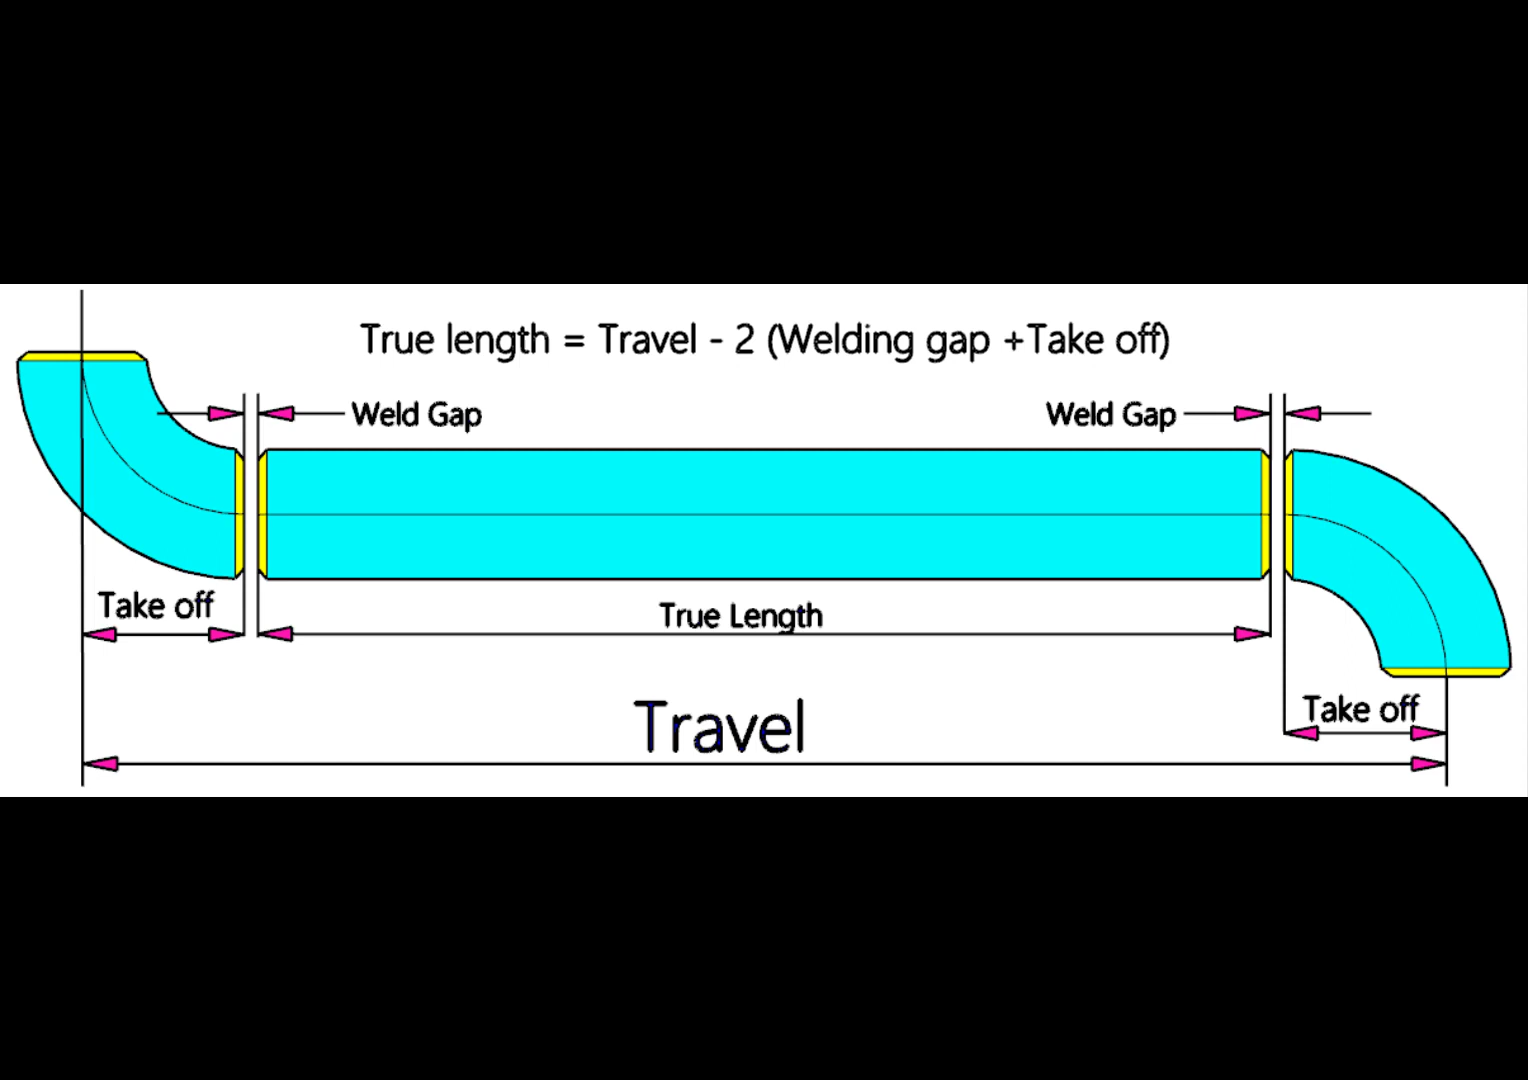 True length = Travel - 2 (Welding gap +Take off)
Weld Gap
Weld Gap
Take off
True Length
Take off
Travel